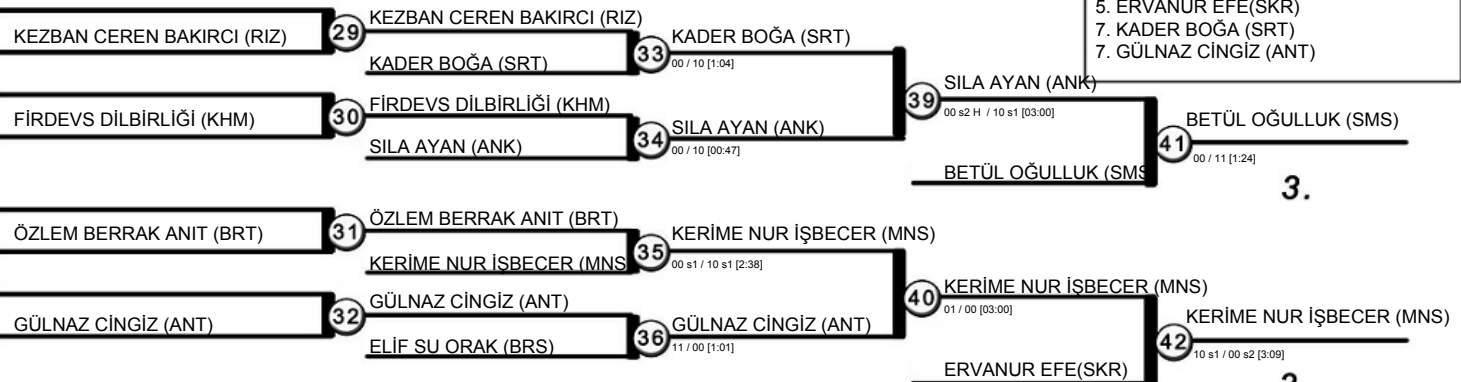 5. ERVANUR EFE(SKR)
7. KADER BOĞA (SRT)
7. GÜLNAZ CİNGİZ (ANT)
KEZBAN CEREN BAKIRCI (RIZ)
29
KEZBAN CEREN BAKIRCI (RIZ)
KADER BOĞA (SRT)
33
KADER BOĞA (SRT)
00 / 10 [1:04]
FİRDEVS DİLBİRLİĞİ (KHM)
30
FİRDEVS DİLBİRLİĞİ (KHM)
SILA AYAN (ANK)
34
SILA AYAN (ANK)
00 / 10 [00:47]
39
SILA AYAN (ANK)
00 s2 H / 10 s1 [03:00]
BETÜL OĞULLUK (SMS
41
BETÜL OĞULLUK (SMS)
00 / 11 [1:24]
3.
ÖZLEM BERRAK ANIT (BRT)
31
ÖZLEM BERRAK ANIT (BRT)
KERİME NUR İŞBECER (MNS
35
KERİME NUR İŞBECER (MNS)
00 s1 / 10 s1 [2:38]
GÜLNAZ CİNGİZ (ANT)
32
GÜLNAZ CİNGİZ (ANT)
ELİF SU ORAK (BRS)
36
GÜLNAZ CİNGİZ (ANT)
11 / 00 [1:01]
40
KERİME NUR İŞBECER (MNS)
01 / 00 [03:00]
ERVANUR EFE(SKR)
42
KERİME NUR İŞBECER (MNS)
10 s1 / 00 s2 [3:09]